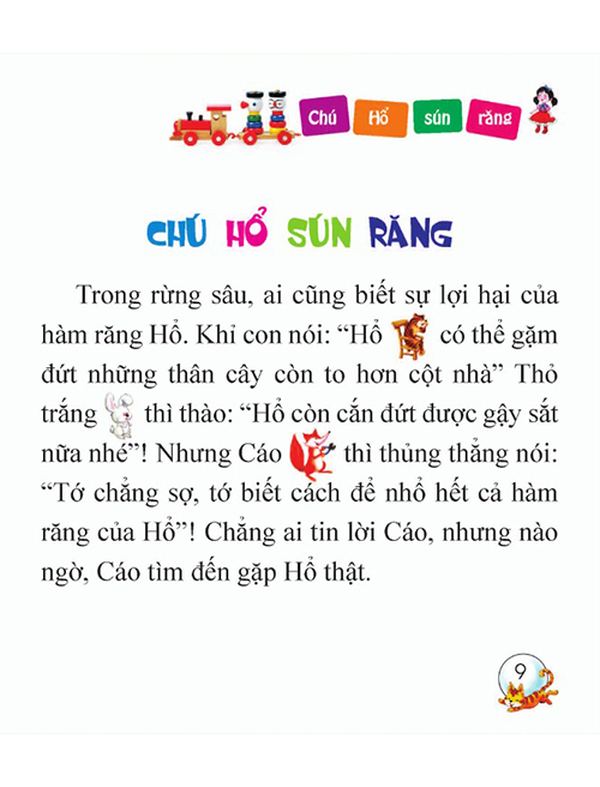 Chú Hổ sún răng
CHÚ HỔ SÚN RĂNG
Trong rừng sâu, ai cũng biết sự lợi hại của
hàm răng Hổ. Khỉ con nói: “Hổ có thể gặm
đứt những thân cây còn to hơn cột nhà” Thỏ
trắng thì thào: “Hổ còn cắn đứt được gậy sắt
nữa nhé”! Nhưng Cáo thì thủng thẳng nói:
“Tớ chẳng sợ, tớ biết cách để nhổ hết cả hàm
răng của Hổ”! Chẳng ai tin lời Cáo, nhưng nào
ngờ, Cáo tìm đến gặp Hổ thật.
9